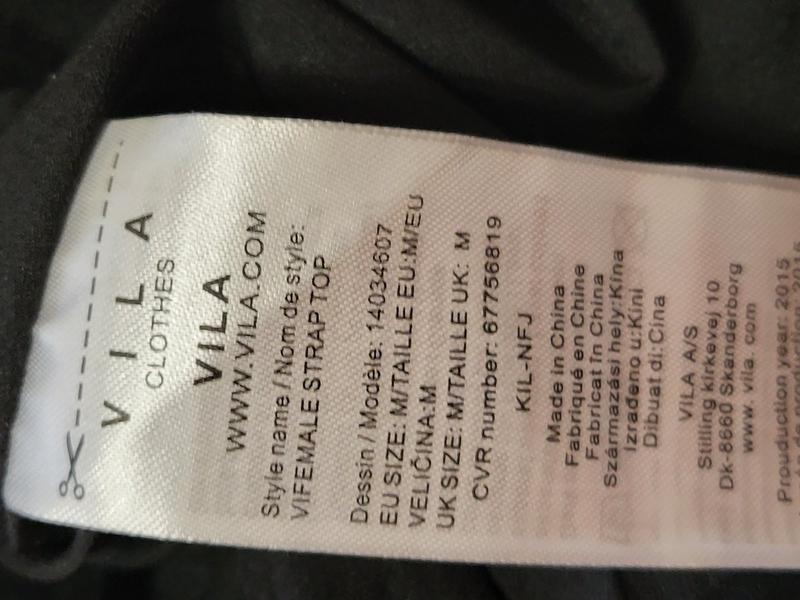 V I L A
CLOTHES
VILA
WWW.VILA.COM
Style name / Nom de style:
VIFEMALE STRAP TOP
Dessin / Modèle: 14034607
EU SIZE: M/TAILLE EU:M/EU
VELIČINA:M
UK SIZE: M/TAILLE UK: M
CVR number: 67756819
KIL-NFJ
Made in China
Fabriqué en Chine
Fabricat în China
Származási hely:Kína
Izrađeno u:Kini
Dibuat di:Cina
VILA A/S
Stilling kirkevej 10
Dk-8660 Skanderborg
www. vila. com
Prouduction year: 2015